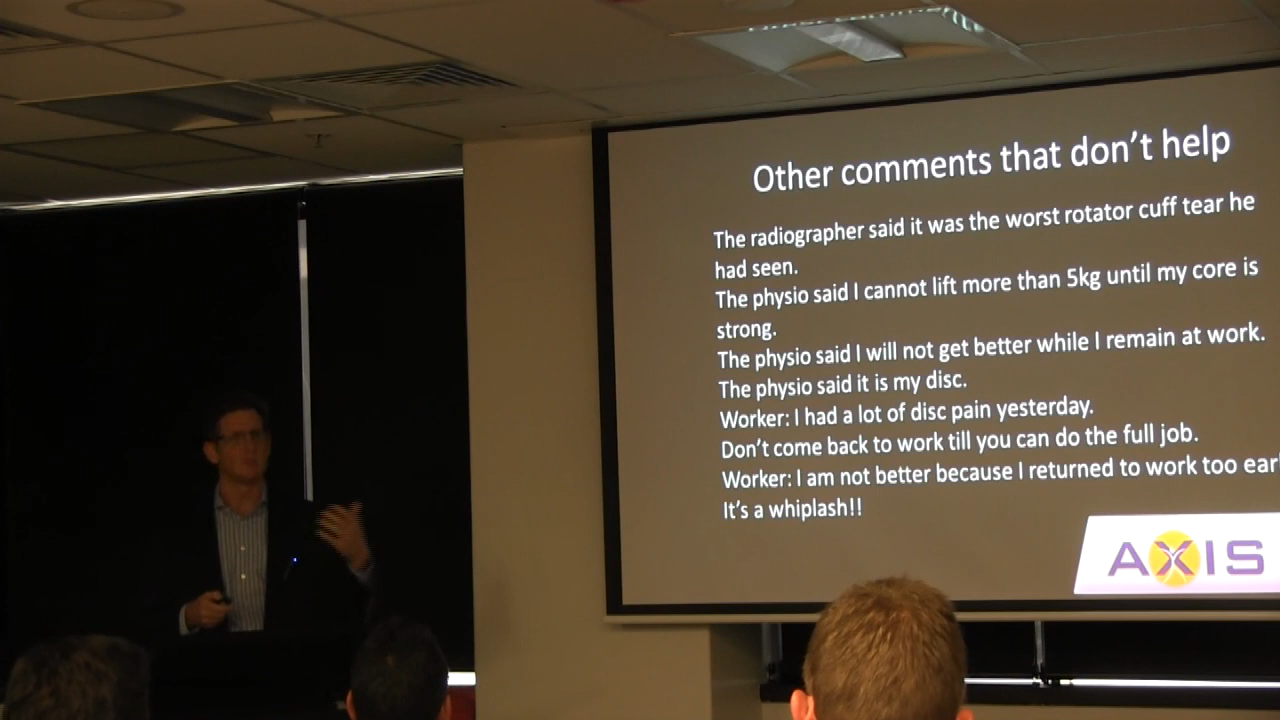 Other comments that don't help
The radiographer said it was the worst rotator cuff tear he
had seen.
The physio said I cannot lift more than 5kg until my core is
strong.
The physio said I will not get better while I remain at work.
The physio said it is my disc.
Worker: I had a lot of disc pain yesterday.
Don't come back to work till you can do the full job.
Worker: I am not better because I returned to work too
It's a whiplash!!
AXIS